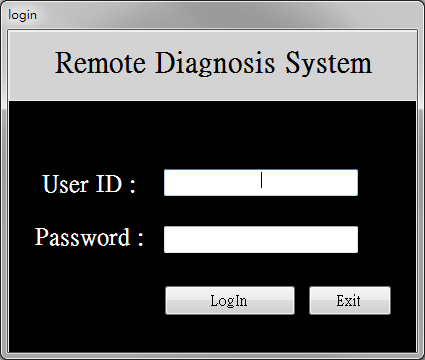 login
Remote Diagnosis System
User ID :
Password :
LogIn Exit